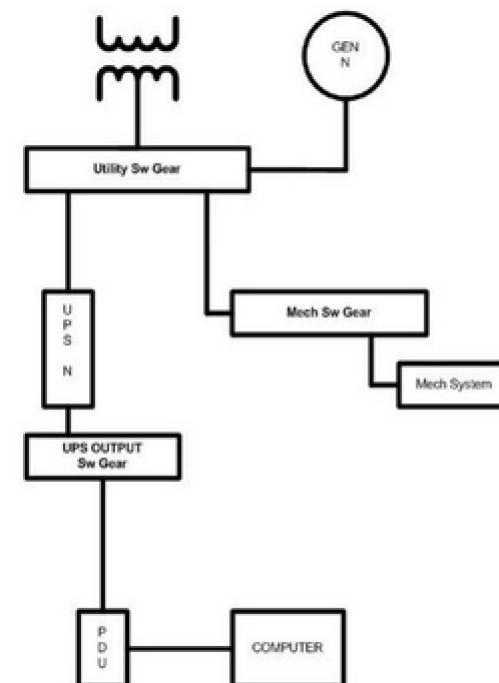 GEN
N
Utility Sw Gear
U
P
S
N
Mech Sw Gear
Mech System
UPS OUTPUT
Sw Gear
P
D
U
COMPUTER